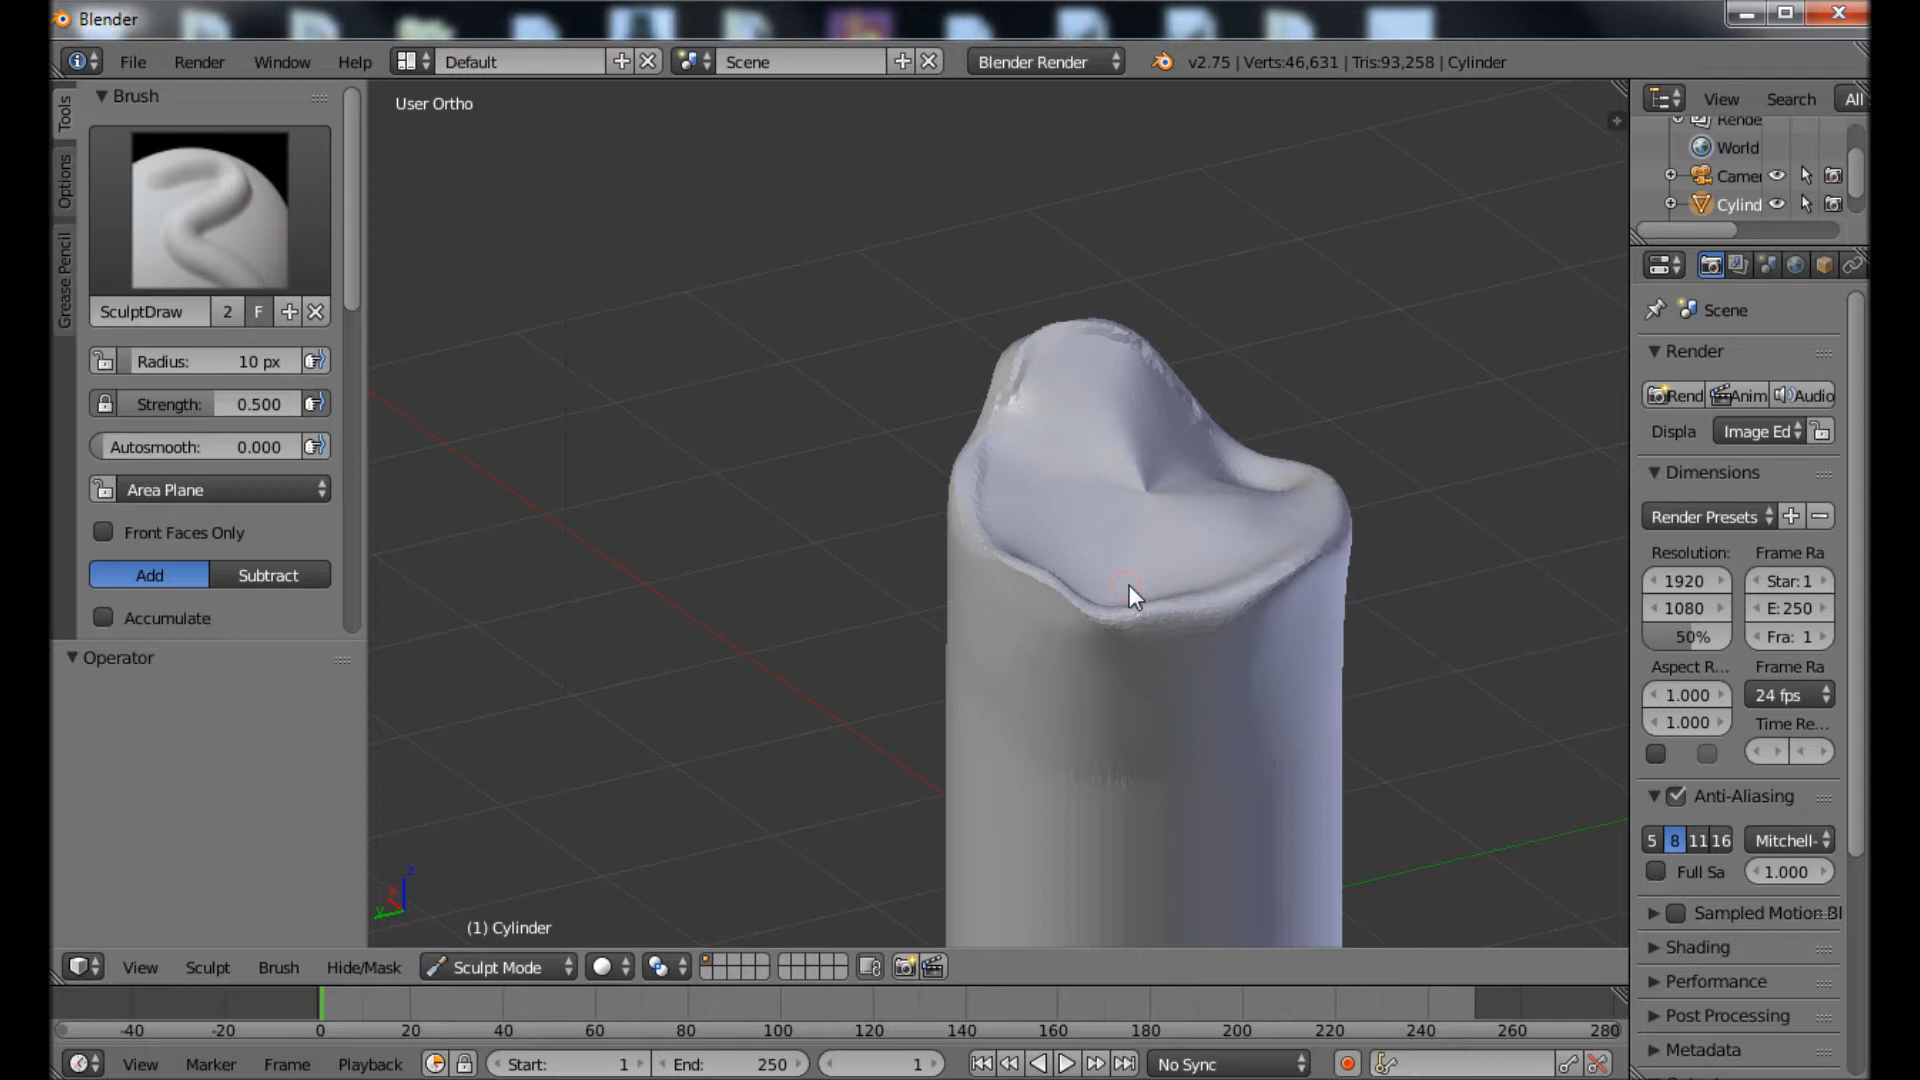 Blender
File Render Window Help Default Scene Blender Render v2.75 | Verts:46,631 | Tris:93,258 | Cylinder
Tools
Options
Grease Pencil
Brush
SculptDraw 2 F
Radius: 10 px
Strength: 0.500
Autosmooth: 0.000
Area Plane
Front Faces Only
Add Subtract
Accumulate
Operator
User Ortho
z
y
(1) Cylinder
View Search All
Rende
World
Camer
Cylind
Scene
Render
Rend Anim Audio
Displa Image Ed
Dimensions
Render Presets
Resolution: Frame Ra
1920 Star: 1
1080 E: 250
50% Fra: 1
Aspect R... Frame Ra
1.000 24 fps
1.000 Time Re...
Anti-Aliasing
5 8 11 16 Mitchell-
Full Sa 1.000
Sampled Motion Bl
Shading
Performance
Post Processing
Metadata
View Sculpt Brush Hide/Mask Sculpt Mode
-40 -20 0 20 40 60 80 100 120 140 160 180 200 220 240 260 280
View Marker Frame Playback Start: 1 End: 250 1 No Sync